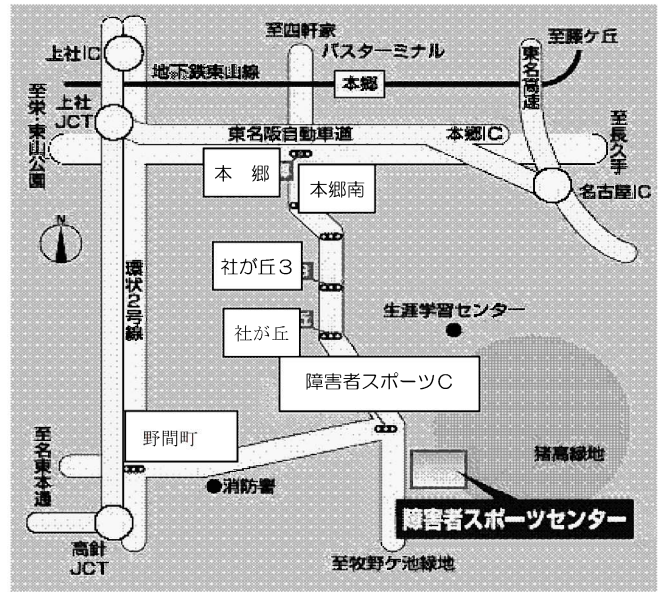 至四軒家
バスターミナル
至藤ケ丘
上社IC
地下鉄東山線
本郷
東名高速
至栄・東山公園
上社
JCT
東名阪自動車道
本郷IC
至長久手
本　郷
本郷南
名古屋IC
N
社が丘３
環状2号線
生涯学習センター
社が丘
障害者スポーツC
野間町
至名東本通
猪高緑地
消防署
障害者スポーツセンター
高針
JCT
至牧野ケ池緑地